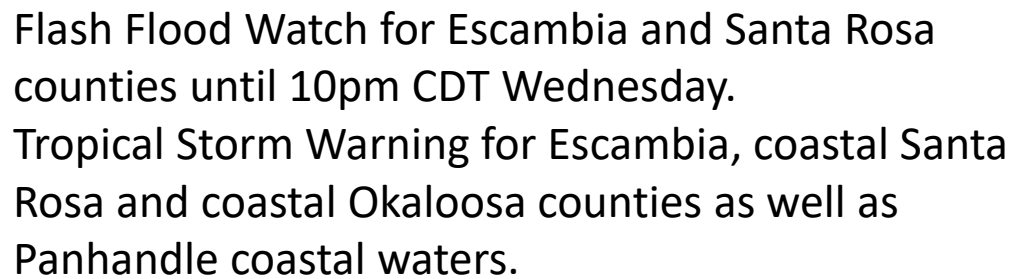 Flash Flood Watch for Escambia and Santa Rosa
counties until 10pm CDT Wednesday.
Tropical Storm Warning for Escambia, coastal Santa
Rosa and coastal Okaloosa counties as well as
Panhandle coastal waters.